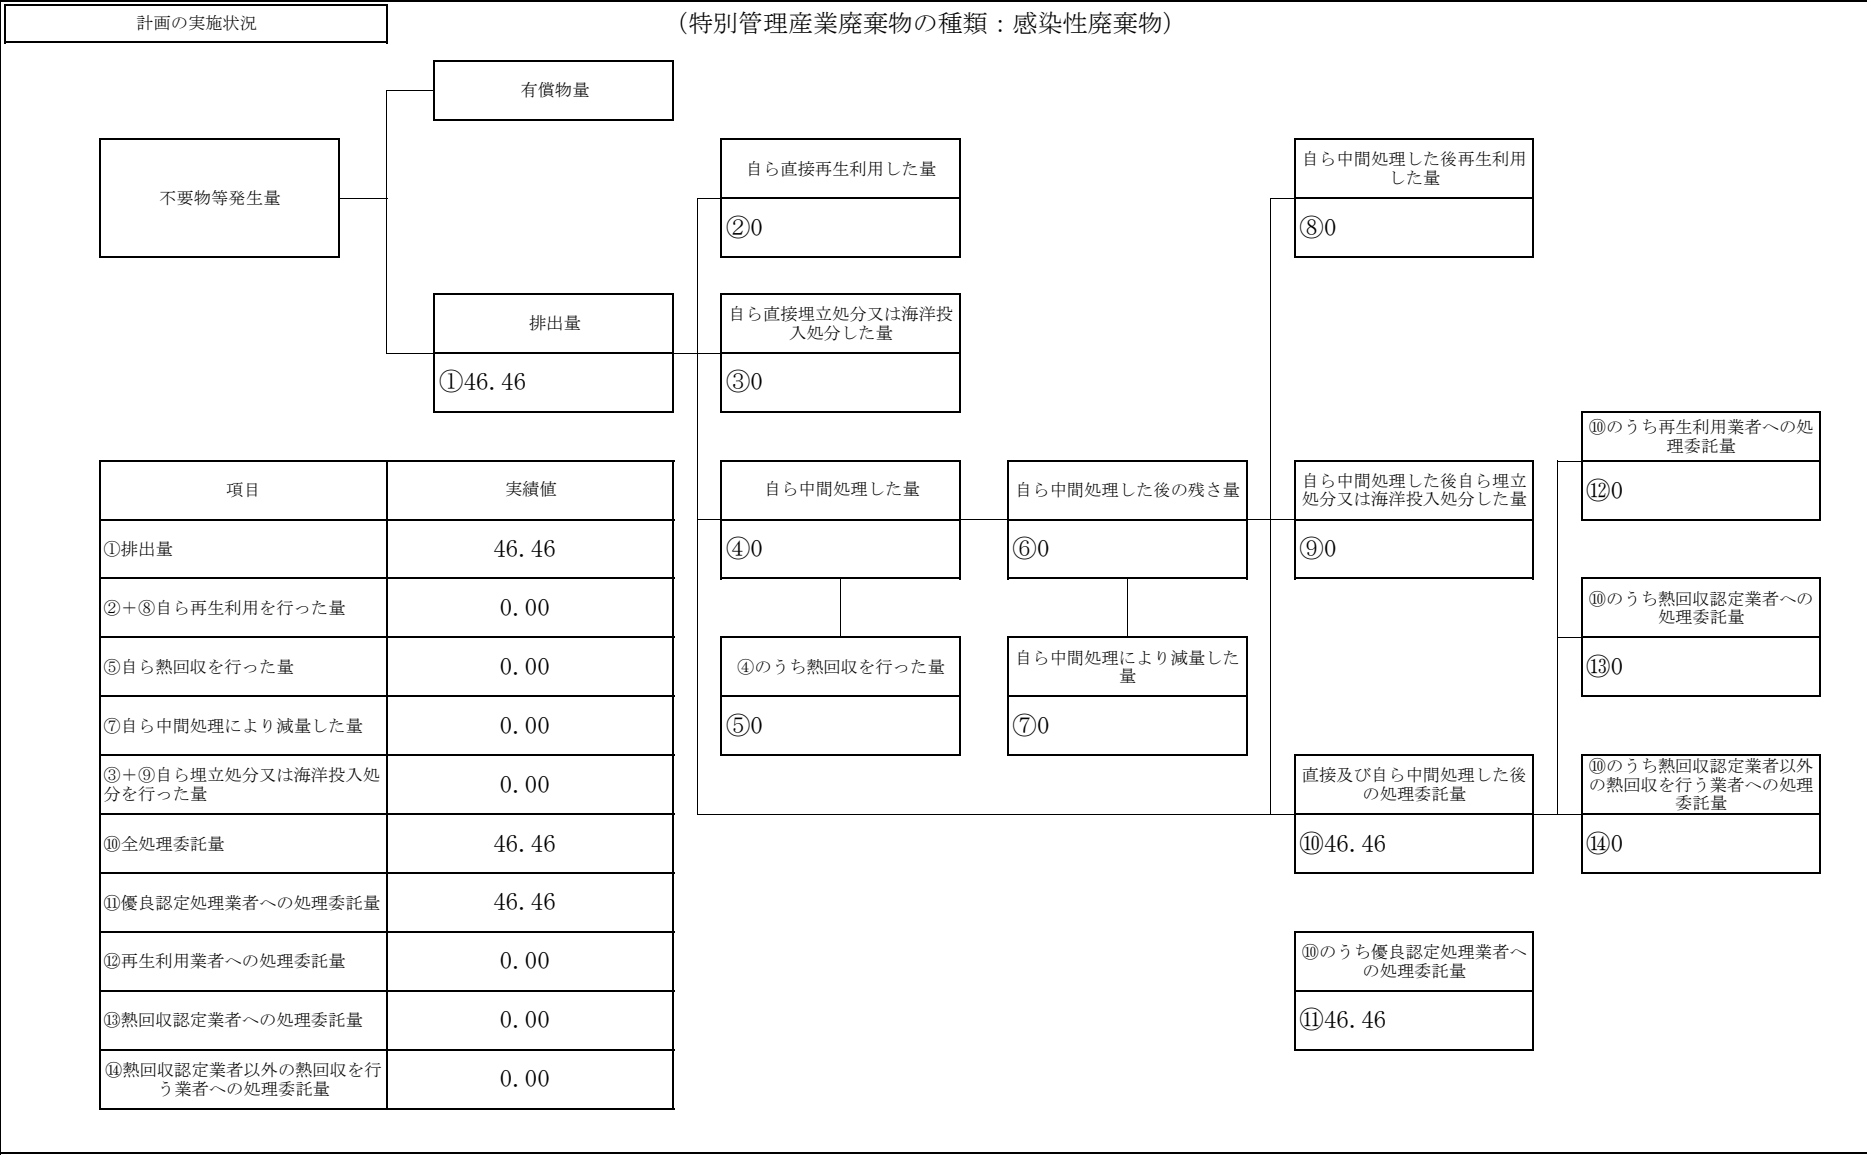 計画の実施状況
（特別管理産業廃棄物の種類：感染性廃棄物）
有償物量
不要物等発生量
自ら直接再生利用した量
②0
自ら中間処理した後再生利用
した量
⑧0
排出量
①46.46
自ら直接埋立処分又は海洋投
入処分した量
③0
項目 実績値
①排出量 46.46
②＋⑧自ら再生利用を行った量 0.00
⑤自ら熱回収を行った量 0.00
⑦自ら中間処理により減量した量 0.00
③＋⑨自ら埋立処分又は海洋投入処
分を行った量 0.00
⑩全処理委託量 46.46
⑪優良認定処理業者への処理委託量 46.46
⑫再生利用業者への処理委託量 0.00
⑬熱回収認定業者への処理委託量 0.00
⑭熱回収認定業者以外の熱回収を行
う業者への処理委託量 0.00
自ら中間処理した量
④0
④のうち熱回収を行った量
⑤0
自ら中間処理した後の残さ量
⑥0
自ら中間処理により減量した
量
⑦0
自ら中間処理した後自ら埋立
処分又は海洋投入処分した量
⑨0
直接及び自ら中間処理した後
の処理委託量
⑩46.46
⑩のうち優良認定処理業者へ
の処理委託量
⑪46.46
⑩のうち再生利用業者への処
理委託量
⑫0
⑩のうち熱回収認定業者への
処理委託量
⑬0
⑩のうち熱回収認定業者以外
の熱回収を行う業者への処理
委託量
⑭0